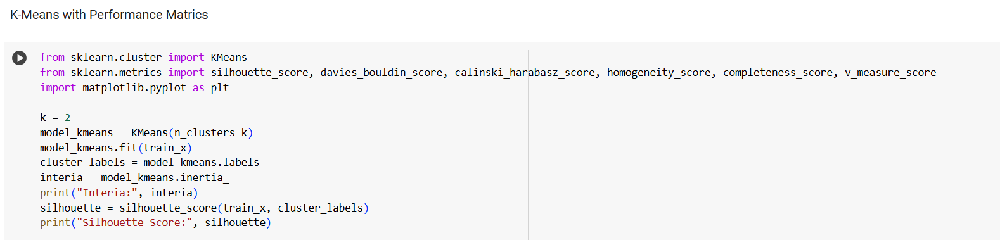 K-Means with Performance Matrics
from sklearn.cluster import KMeans
from sklearn.metrics import silhouette_score, davies_bouldin_score, calinski_harabasz_score, homogeneity_score, completeness_score, v_measure_score
import matplotlib.pyplot as plt
k = 2
model_kmeans = KMeans(n_clusters=k)
model_kmeans.fit(train_x)
cluster_labels = model_kmeans.labels_
interia = model_kmeans.inertia_
print("Interia:", interia)
silhouette = silhouette_score(train_x, cluster_labels)
print("Silhouette Score:", silhouette)